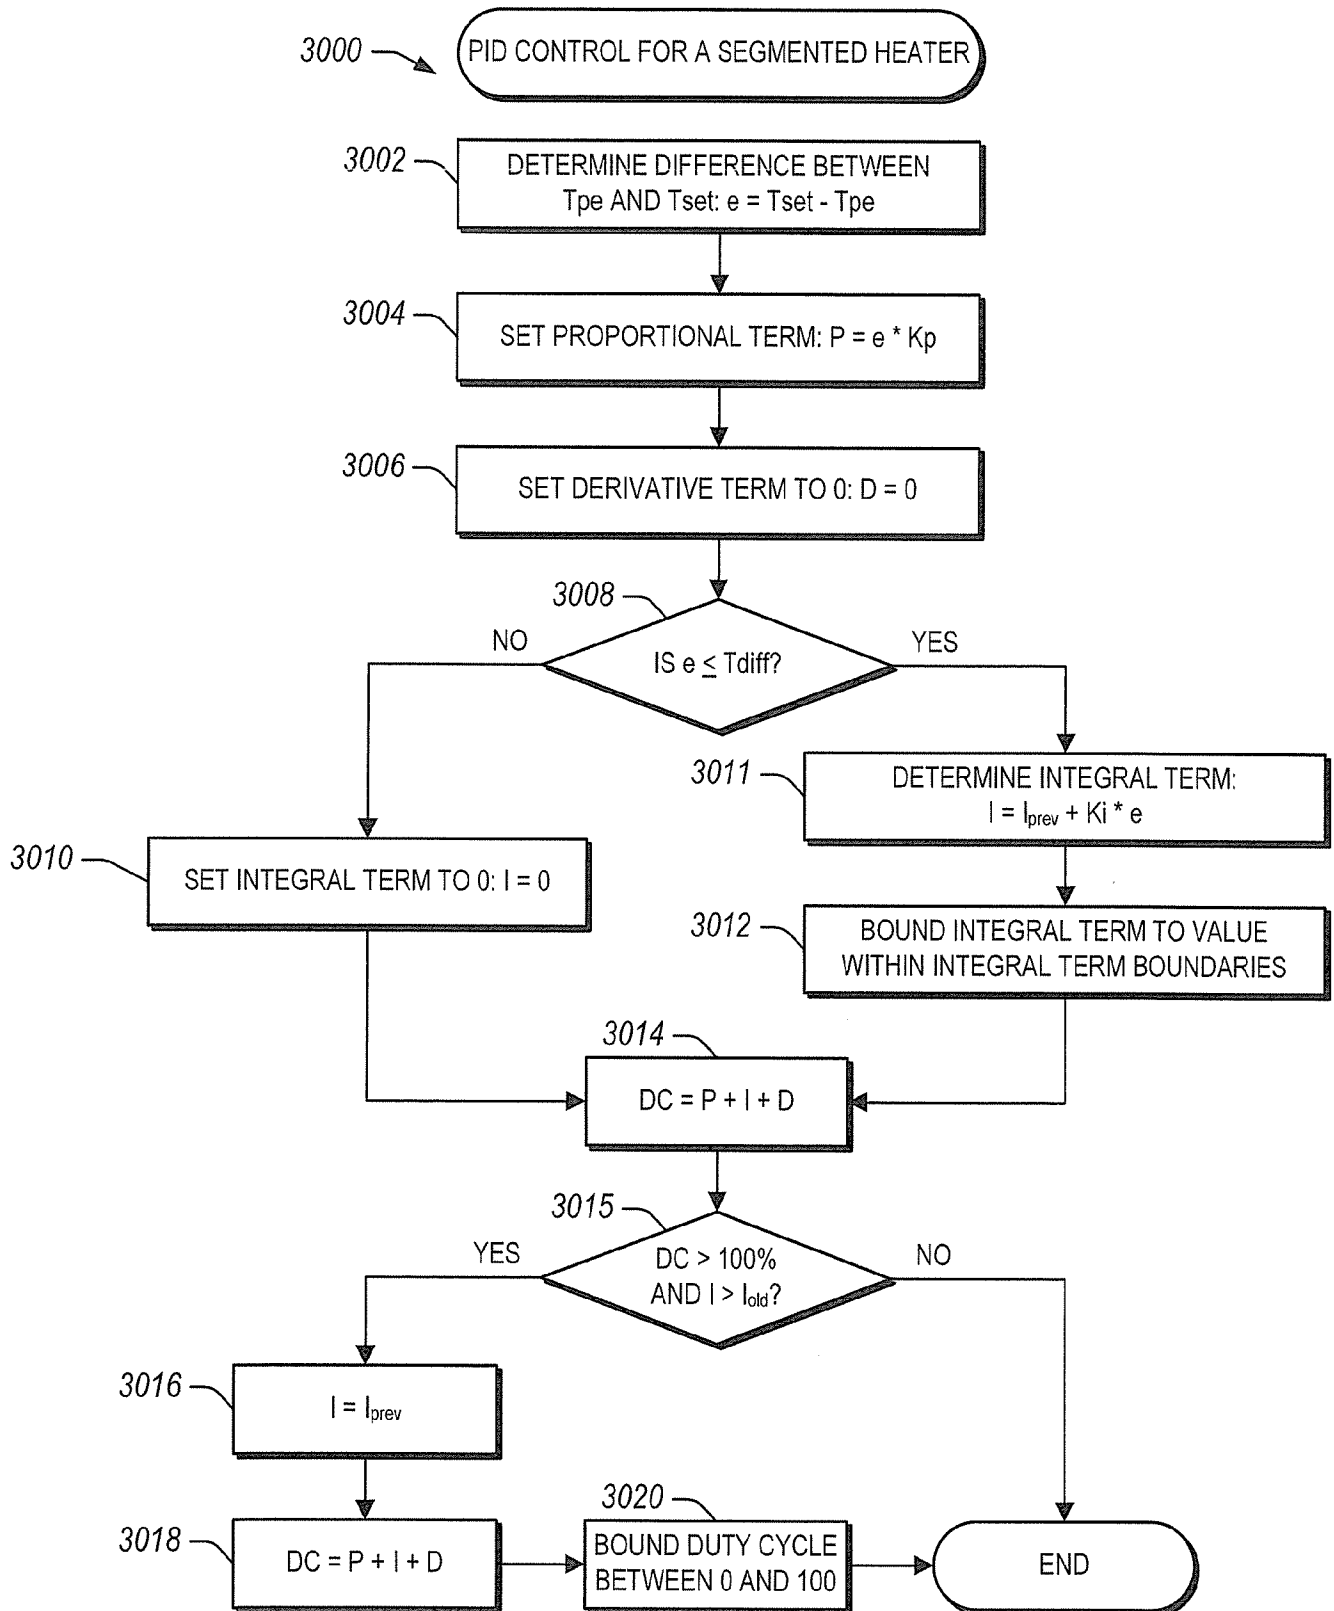 3000
PID CONTROL FOR A SEGMENTED HEATER
3002
DETERMINE DIFFERENCE BETWEEN
Tpe AND Tset: e = Tset - Tpe
3004
SET PROPORTIONAL TERM: P = e * Kp
3006
SET DERIVATIVE TERM TO 0: D = 0
3008
NO
IS e ≤ Tdiff?
YES
3011
DETERMINE INTEGRAL TERM:
I = Iprev + Ki * e
3010
SET INTEGRAL TERM TO 0: I = 0
3012
BOUND INTEGRAL TERM TO VALUE
WITHIN INTEGRAL TERM BOUNDARIES
3014
DC = P + I + D
3015
YES
DC > 100%
AND I > Iold?
NO
3016
I = Iprev
3018
DC = P + I + D
3020
BOUND DUTY CYCLE
BETWEEN 0 AND 100
END